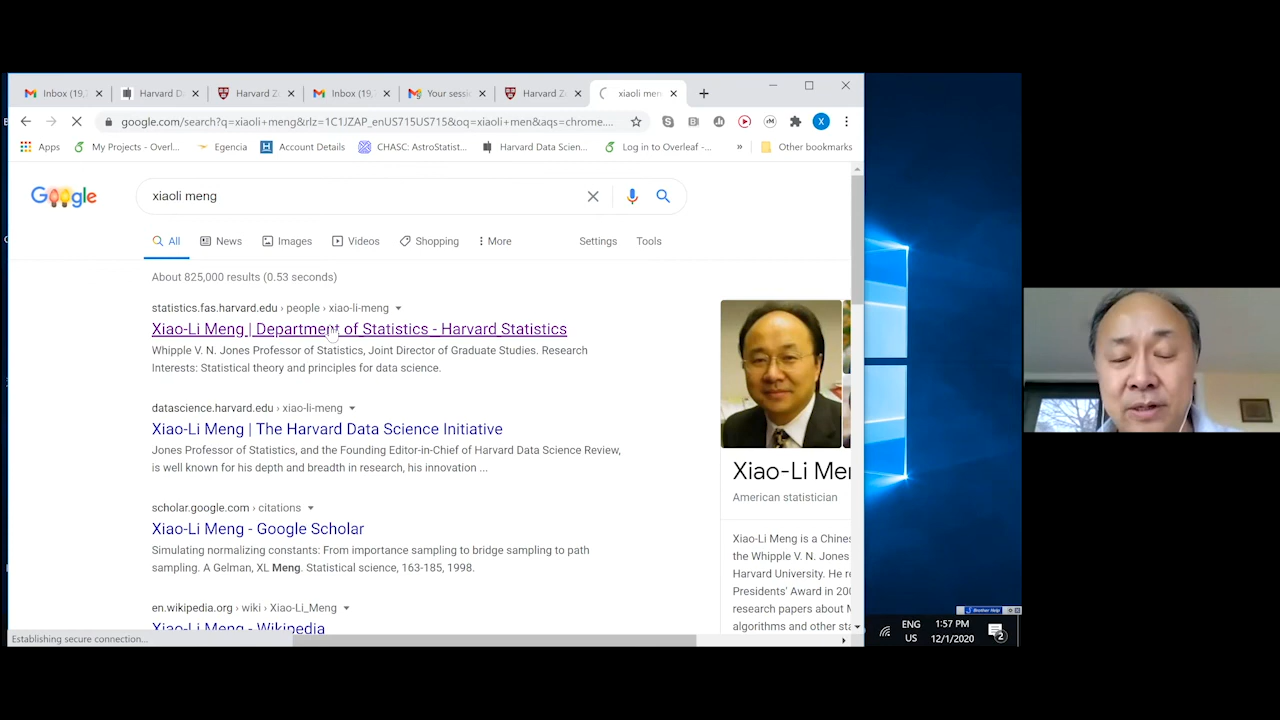 Inbox (19,
Harvard D
Harvard Z
Inbox (19,
Your sessi
Harvard Z
xiaoli men
google.com/search?q=xiaoli+meng&rlz=1C1JZAP_enUS715US715&oq=xiaoli+men&aqs=chrome....
X
Apps
My Projects - Overl...
Egencia
Account Details
CHASC: AstroStatist...
Harvard Data Scien...
Log in to Overleaf -...
»
Other bookmarks
Google
xiaoli meng
All
News
Images
Videos
Shopping
More
Settings
Tools
About 825,000 results (0.53 seconds)
statistics.fas.harvard.edu › people › xiao-li-meng
Xiao-Li Meng | Department of Statistics - Harvard Statistics
Whipple V. N. Jones Professor of Statistics, Joint Director of Graduate Studies. Research
Interests: Statistical theory and principles for data science.
datascience.harvard.edu › xiao-li-meng
Xiao-Li Meng | The Harvard Data Science Initiative
Jones Professor of Statistics, and the Founding Editor-in-Chief of Harvard Data Science Review,
is well known for his depth and breadth in research, his innovation ...
scholar.google.com › citations
Xiao-Li Meng - Google Scholar
Simulating normalizing constants: From importance sampling to bridge sampling to path
sampling. A Gelman, XL Meng. Statistical science, 163-185, 1998.
en.wikipedia.org › wiki › Xiao-Li_Meng
Xiao-Li Meng - Wikipedia
Xiao-Li Me
American statistician
Xiao-Li Meng is a Chines
the Whipple V. N. Jones
Harvard University. He re
Presidents' Award in 200
research papers about M
algorithms and other sta
Establishing secure connection...
Brother Help
ENG
US
1:57 PM
12/1/2020
2